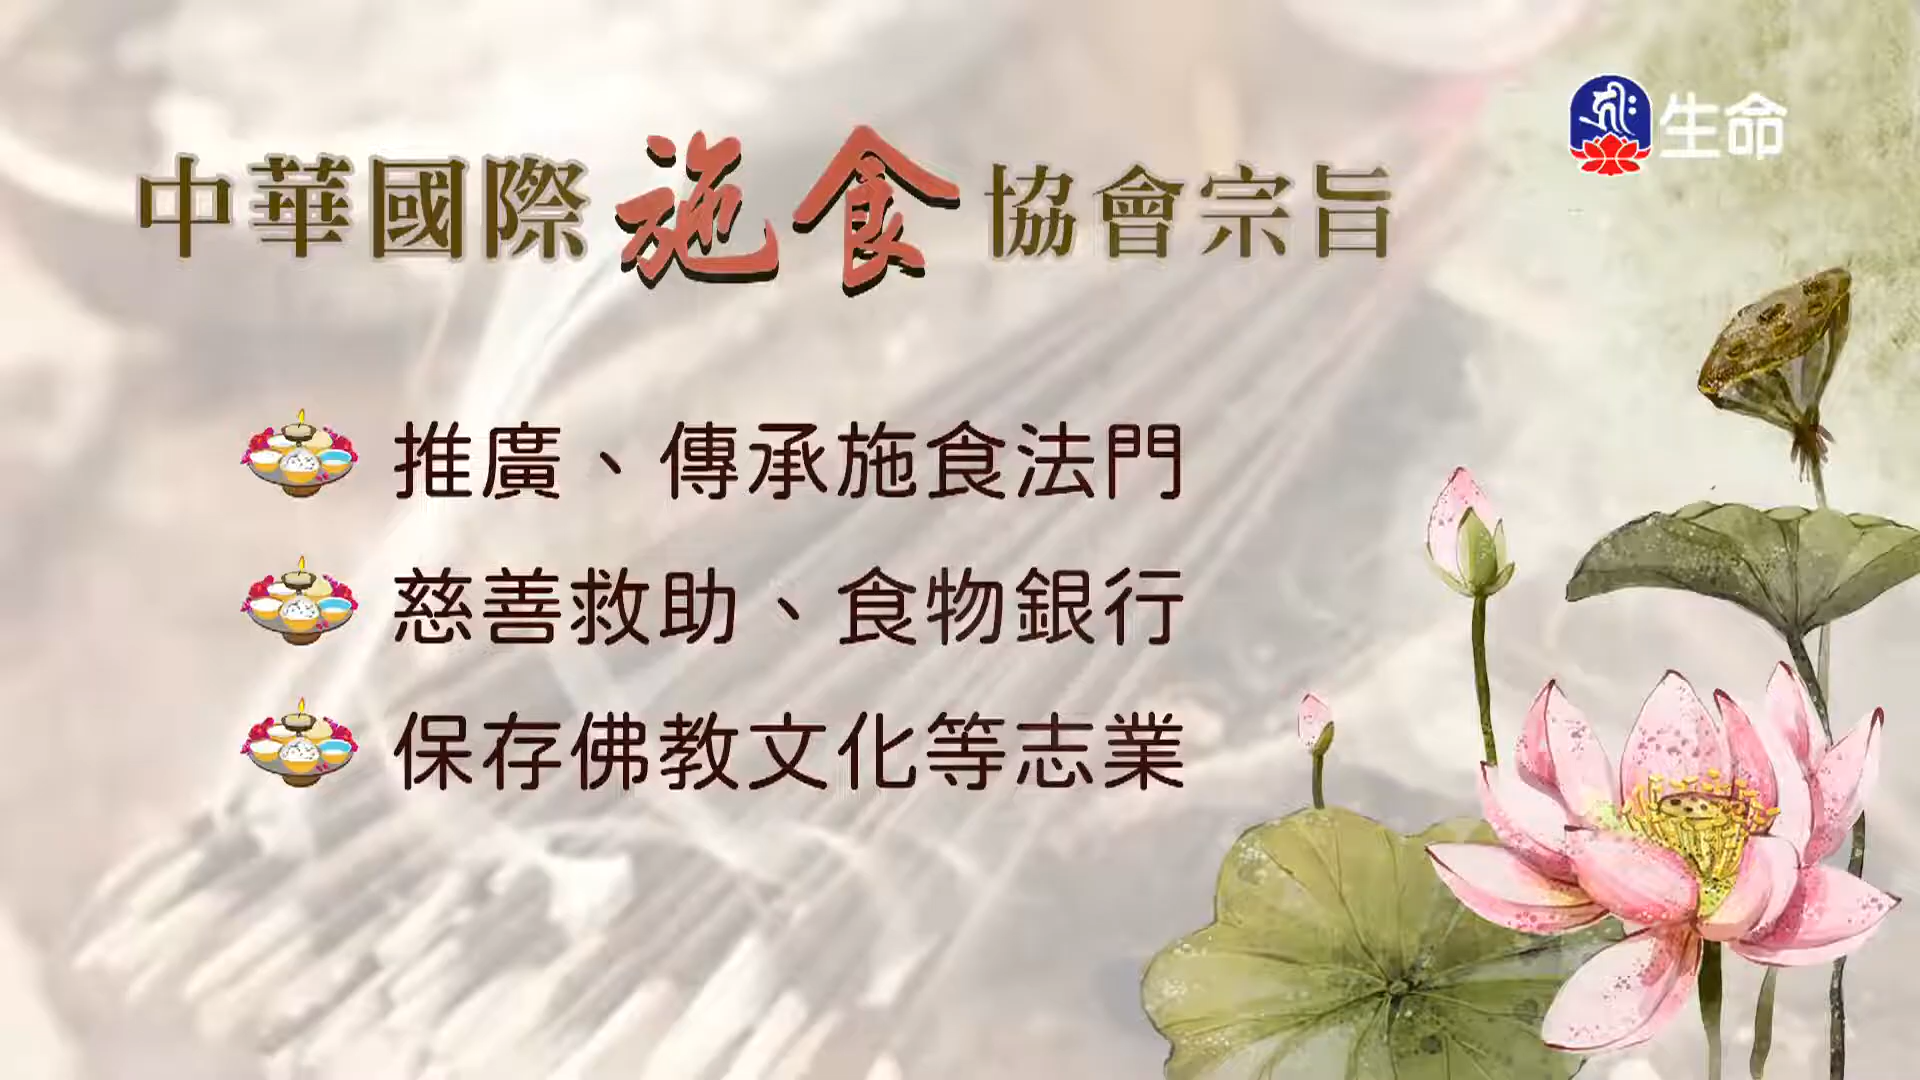 生命
中華國際施食協會宗旨
推廣、傳承施食法門
慈善救助、食物銀行
保存佛教文化等志業